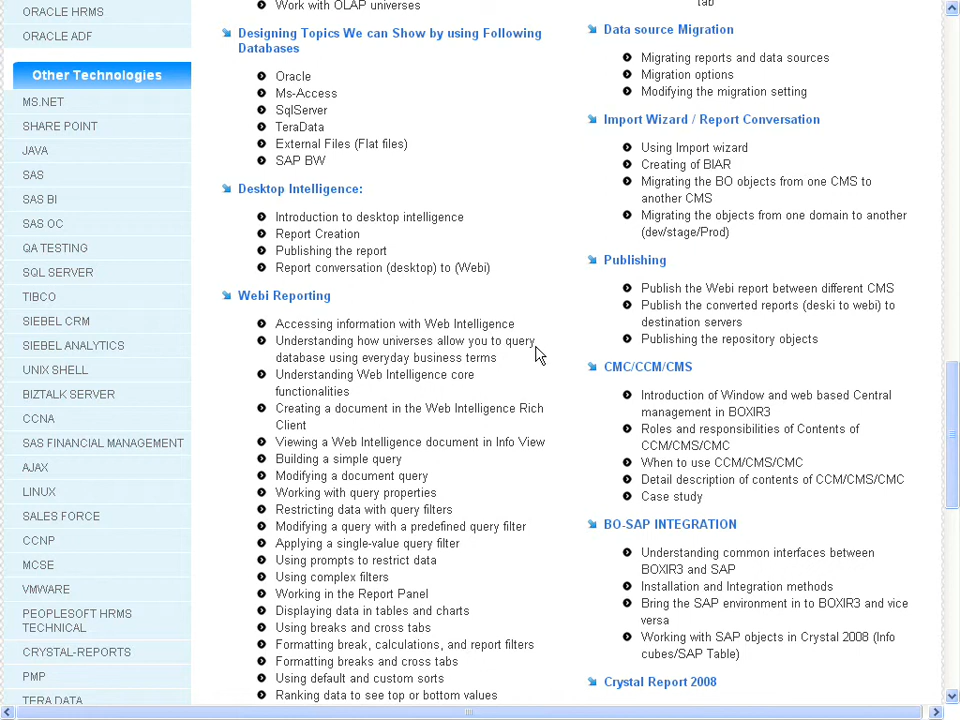 ORACLE HRMS
ORACLE ADF
Other Technologies
MS.NET
SHARE POINT
JAVA
SAS
SAS BI
SAS OC
QA TESTING
SQL SERVER
TIBCO
SIEBEL CRM
SIEBEL ANALYTICS
UNIX SHELL
BIZTALK SERVER
CCNA
SAS FINANCIAL MANAGEMENT
AJAX
LINUX
SALES FORCE
CCNP
MCSE
VMWARE
PEOPLESOFT HRMS
TECHNICAL
CRYSTAL-REPORTS
PMP
TERA DATA
Work with OLAP universes
Designing Topics We can Show by using Following
Databases
Oracle
Ms-Access
SqlServer
TeraData
External Files (Flat files)
SAP BW
Desktop Intelligence:
Introduction to desktop intelligence
Report Creation
Publishing the report
Report conversation (desktop) to (Webi)
Webi Reporting
Accessing information with Web Intelligence
Understanding how universes allow you to query
database using everyday business terms
Understanding Web Intelligence core
functionalities
Creating a document in the Web Intelligence Rich
Client
Viewing a Web Intelligence document in Info View
Building a simple query
Modifying a document query
Working with query properties
Restricting data with query filters
Modifying a query with a predefined query filter
Applying a single-value query filter
Using prompts to restrict data
Using complex filters
Working in the Report Panel
Displaying data in tables and charts
Using breaks and cross tabs
Formatting break, calculations, and report filters
Formatting breaks and cross tabs
Using default and custom sorts
Ranking data to see top or bottom values
tab
Data source Migration
Migrating reports and data sources
Migration options
Modifying the migration setting
Import Wizard / Report Conversation
Using Import wizard
Creating of BIAR
Migrating the BO objects from one CMS to
another CMS
Migrating the objects from one domain to another
(dev/stage/Prod)
Publishing
Publish the Webi report between different CMS
Publish the converted reports (deski to webi) to
destination servers
Publishing the repository objects
CMC/CCM/CMS
Introduction of Window and web based Central
management in BOXIR3
Roles and responsibilities of Contents of
CCM/CMS/CMC
When to use CCM/CMS/CMC
Detail description of contents of CCM/CMS/CMC
Case study
BO-SAP INTEGRATION
Understanding common interfaces between
BOXIR3 and SAP
Installation and Integration methods
Bring the SAP environment in to BOXIR3 and vice
versa
Working with SAP objects in Crystal 2008 (Info
cubes/SAP Table)
Crystal Report 2008